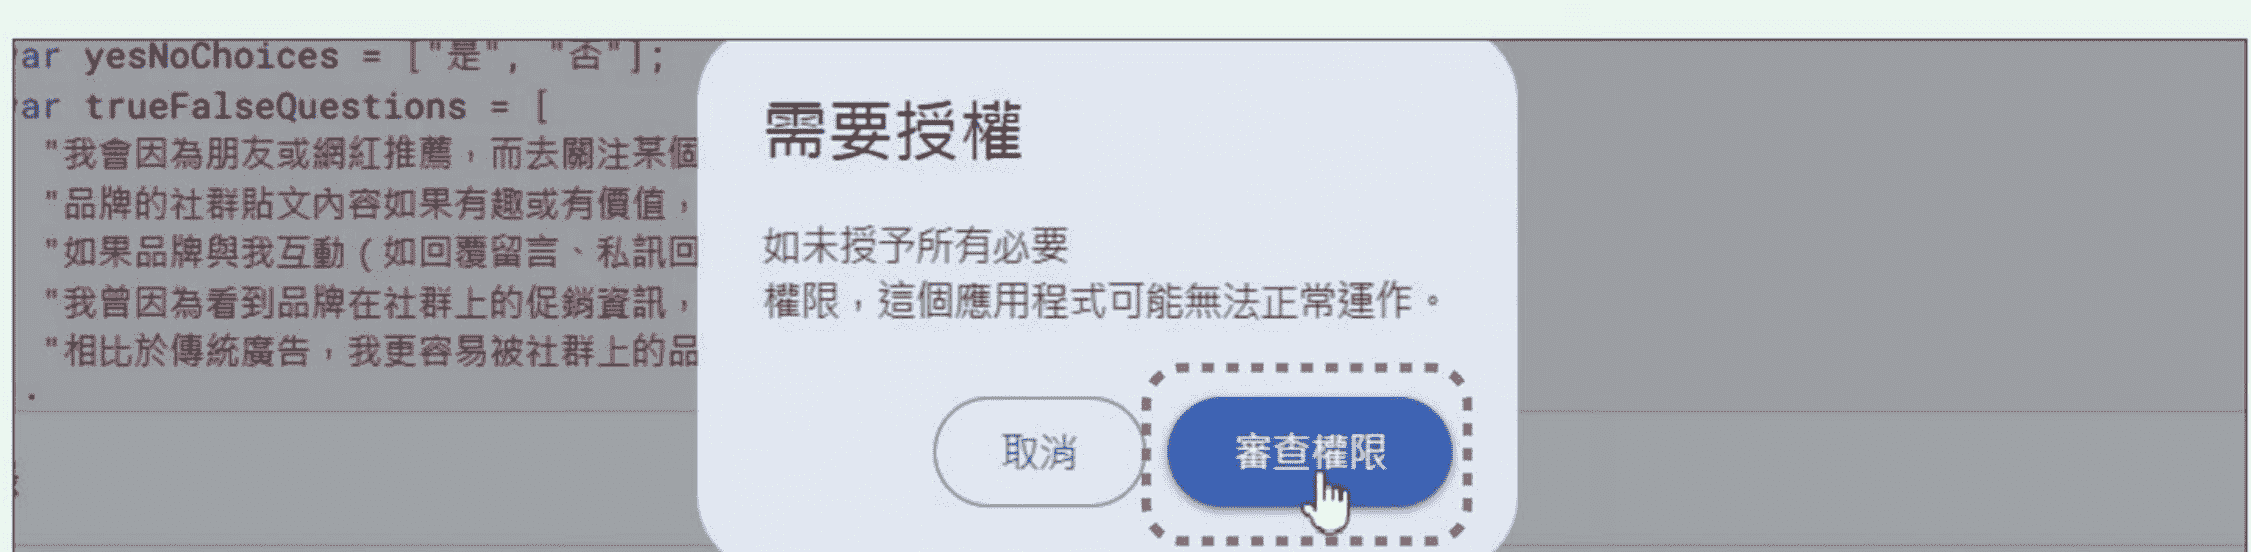 ar yesNoChoices = ["是", "否"];
ar trueFalseQuestions = [
"我會因為朋友或網紅推薦，而去關注某個
"品牌的社群貼文內容如果有趣或有價值，
"如果品牌與我互動（如回覆留言、私訊回
"我曾因為看到品牌在社群上的促銷資訊，
"相比於傳統廣告，我更容易被社群上的品
需要授權
如未授予所有必要
權限，這個應用程式可能無法正常運作。
取消
審查權限